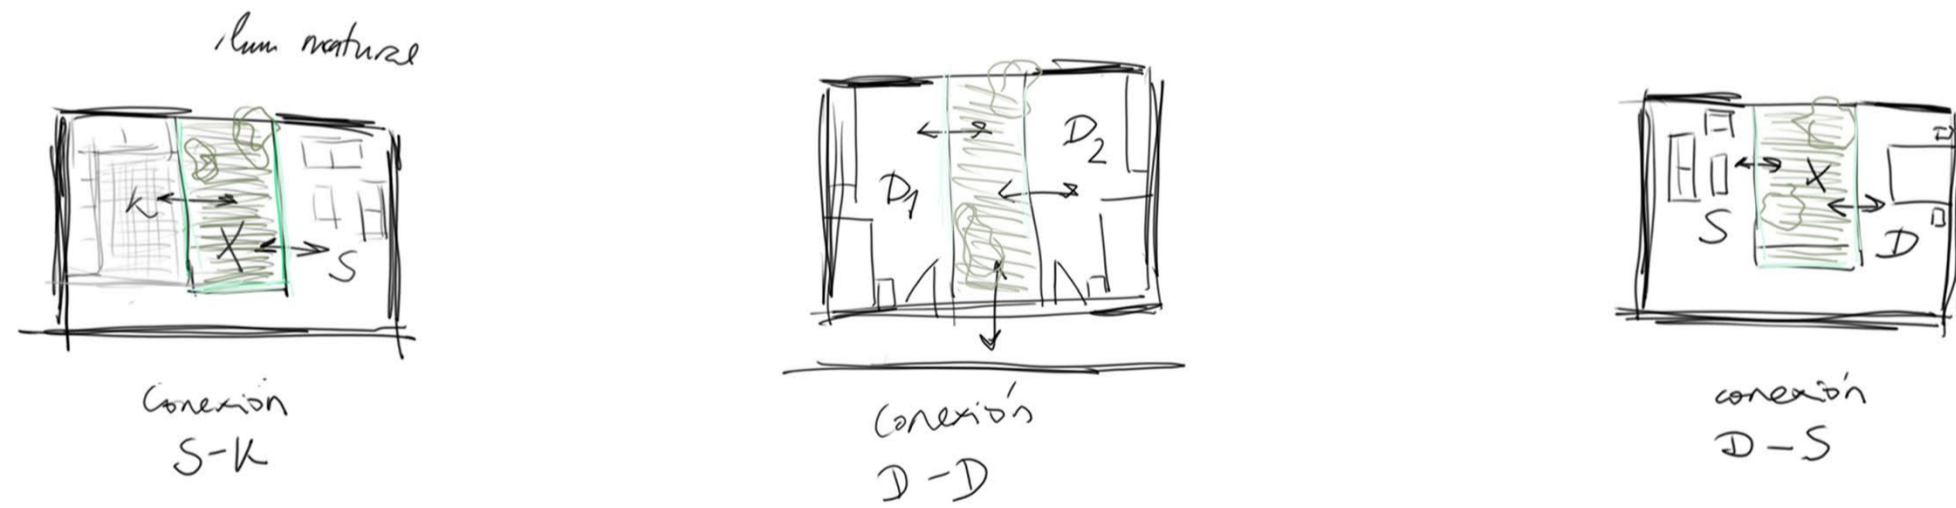 ilum natural
K
X
S
Conexión
S-K
D1
D2
Conexión
D-D
S
X
D
conexión
D-S